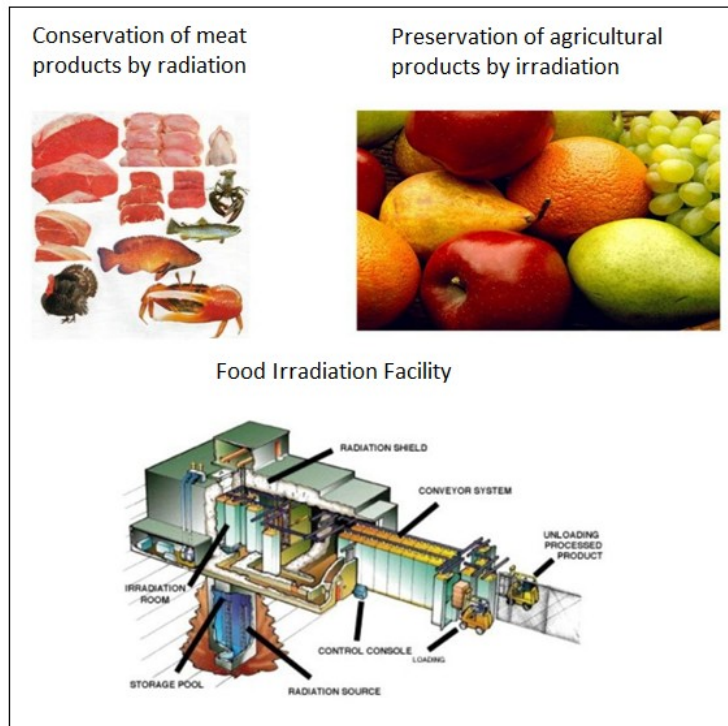 Conservation of meat
products by radiation
Preservation of agricultural
products by irradiation
Food Irradiation Facility
RADIATION SHIELD
CONVEYOR SYSTEM
UNLOADING
PROCESSED
PRODUCT
IRRADIATION
ROOM
CONTROL CONSOLE
LOADING
STORAGE POOL
RADIATION SOURCE